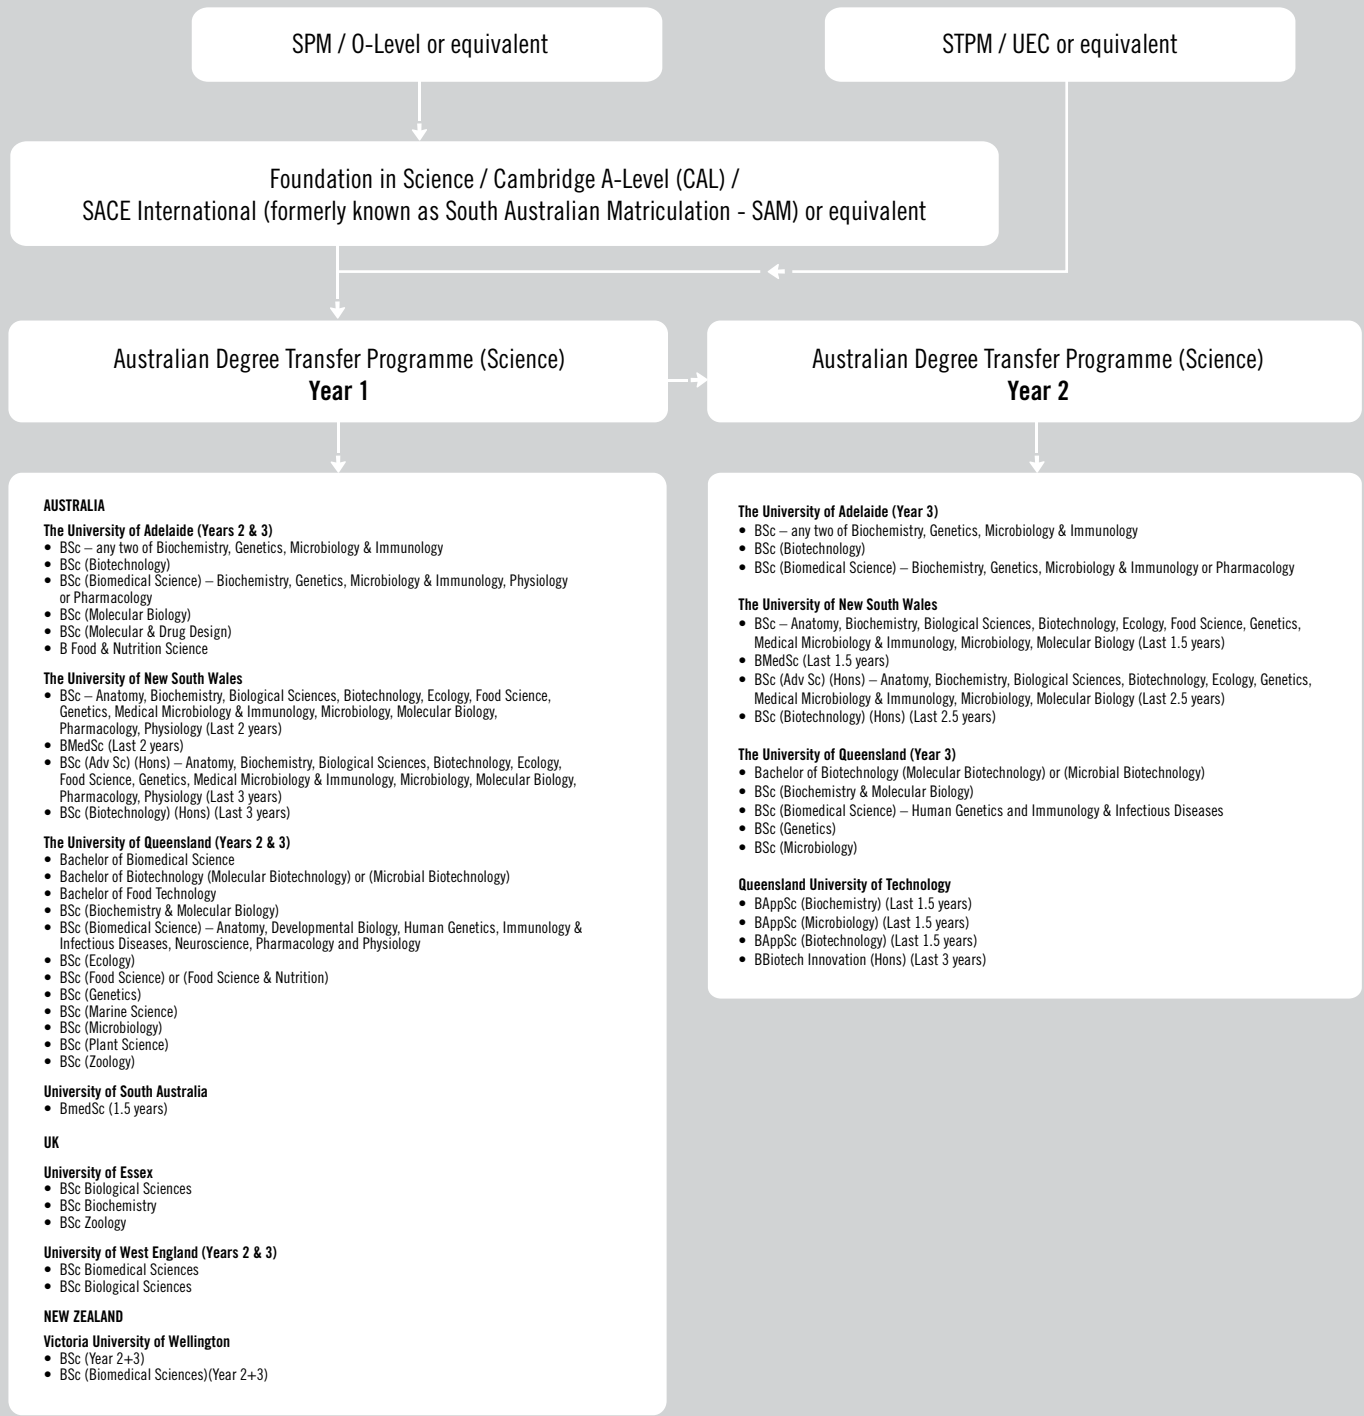 SPM / O-Level or equivalent
STPM / UEC or equivalent
Foundation in Science / Cambridge A-Level (CAL) /
SACE International (formerly known as South Australian Matriculation - SAM) or equivalent
Australian Degree Transfer Programme (Science)
Year 1
Australian Degree Transfer Programme (Science)
Year 2
AUSTRALIA
The University of Adelaide (Years 2 & 3)
• BSc – any two of Biochemistry, Genetics, Microbiology & Immunology
• BSc (Biotechnology)
• BSc (Biomedical Science) – Biochemistry, Genetics, Microbiology & Immunology, Physiology
or Pharmacology
• BSc (Molecular Biology)
• BSc (Molecular & Drug Design)
• B Food & Nutrition Science
The University of New South Wales
• BSc – Anatomy, Biochemistry, Biological Sciences, Biotechnology, Ecology, Food Science,
Genetics, Medical Microbiology & Immunology, Microbiology, Molecular Biology,
Pharmacology, Physiology (Last 2 years)
• BMedSc (Last 2 years)
• BSc (Adv Sc) (Hons) – Anatomy, Biochemistry, Biological Sciences, Biotechnology, Ecology,
Food Science, Genetics, Medical Microbiology & Immunology, Microbiology, Molecular Biology,
Pharmacology, Physiology (Last 3 years)
• BSc (Biotechnology) (Hons) (Last 3 years)
The University of Queensland (Years 2 & 3)
• Bachelor of Biomedical Science
• Bachelor of Biotechnology (Molecular Biotechnology) or (Microbial Biotechnology)
• Bachelor of Food Technology
• BSc (Biochemistry & Molecular Biology)
• BSc (Biomedical Science) – Anatomy, Developmental Biology, Human Genetics, Immunology &
Infectious Diseases, Neuroscience, Pharmacology and Physiology
• BSc (Ecology)
• BSc (Food Science) or (Food Science & Nutrition)
• BSc (Genetics)
• BSc (Marine Science)
• BSc (Microbiology)
• BSc (Plant Science)
• BSc (Zoology)
University of South Australia
• BmedSc (1.5 years)
UK
University of Essex
• BSc Biological Sciences
• BSc Biochemistry
• BSc Zoology
University of West England (Years 2 & 3)
• BSc Biomedical Sciences
• BSc Biological Sciences
NEW ZEALAND
Victoria University of Wellington
• BSc (Year 2+3)
• BSc (Biomedical Sciences)(Year 2+3)
The University of Adelaide (Year 3)
• BSc – any two of Biochemistry, Genetics, Microbiology & Immunology
• BSc (Biotechnology)
• BSc (Biomedical Science) – Biochemistry, Genetics, Microbiology & Immunology or Pharmacology
The University of New South Wales
• BSc – Anatomy, Biochemistry, Biological Sciences, Biotechnology, Ecology, Food Science, Genetics,
Medical Microbiology & Immunology, Microbiology, Molecular Biology (Last 1.5 years)
• BMedSc (Last 1.5 years)
• BSc (Adv Sc) (Hons) – Anatomy, Biochemistry, Biological Sciences, Biotechnology, Ecology, Genetics,
Medical Microbiology & Immunology, Microbiology, Molecular Biology (Last 2.5 years)
• BSc (Biotechnology) (Hons) (Last 2.5 years)
The University of Queensland (Year 3)
• Bachelor of Biotechnology (Molecular Biotechnology) or (Microbial Biotechnology)
• BSc (Biochemistry & Molecular Biology)
• BSc (Biomedical Science) – Human Genetics and Immunology & Infectious Diseases
• BSc (Genetics)
• BSc (Microbiology)
Queensland University of Technology
• BAppSc (Biochemistry) (Last 1.5 years)
• BAppSc (Microbiology) (Last 1.5 years)
• BAppSc (Biotechnology) (Last 1.5 years)
• BBiotech Innovation (Hons) (Last 3 years)